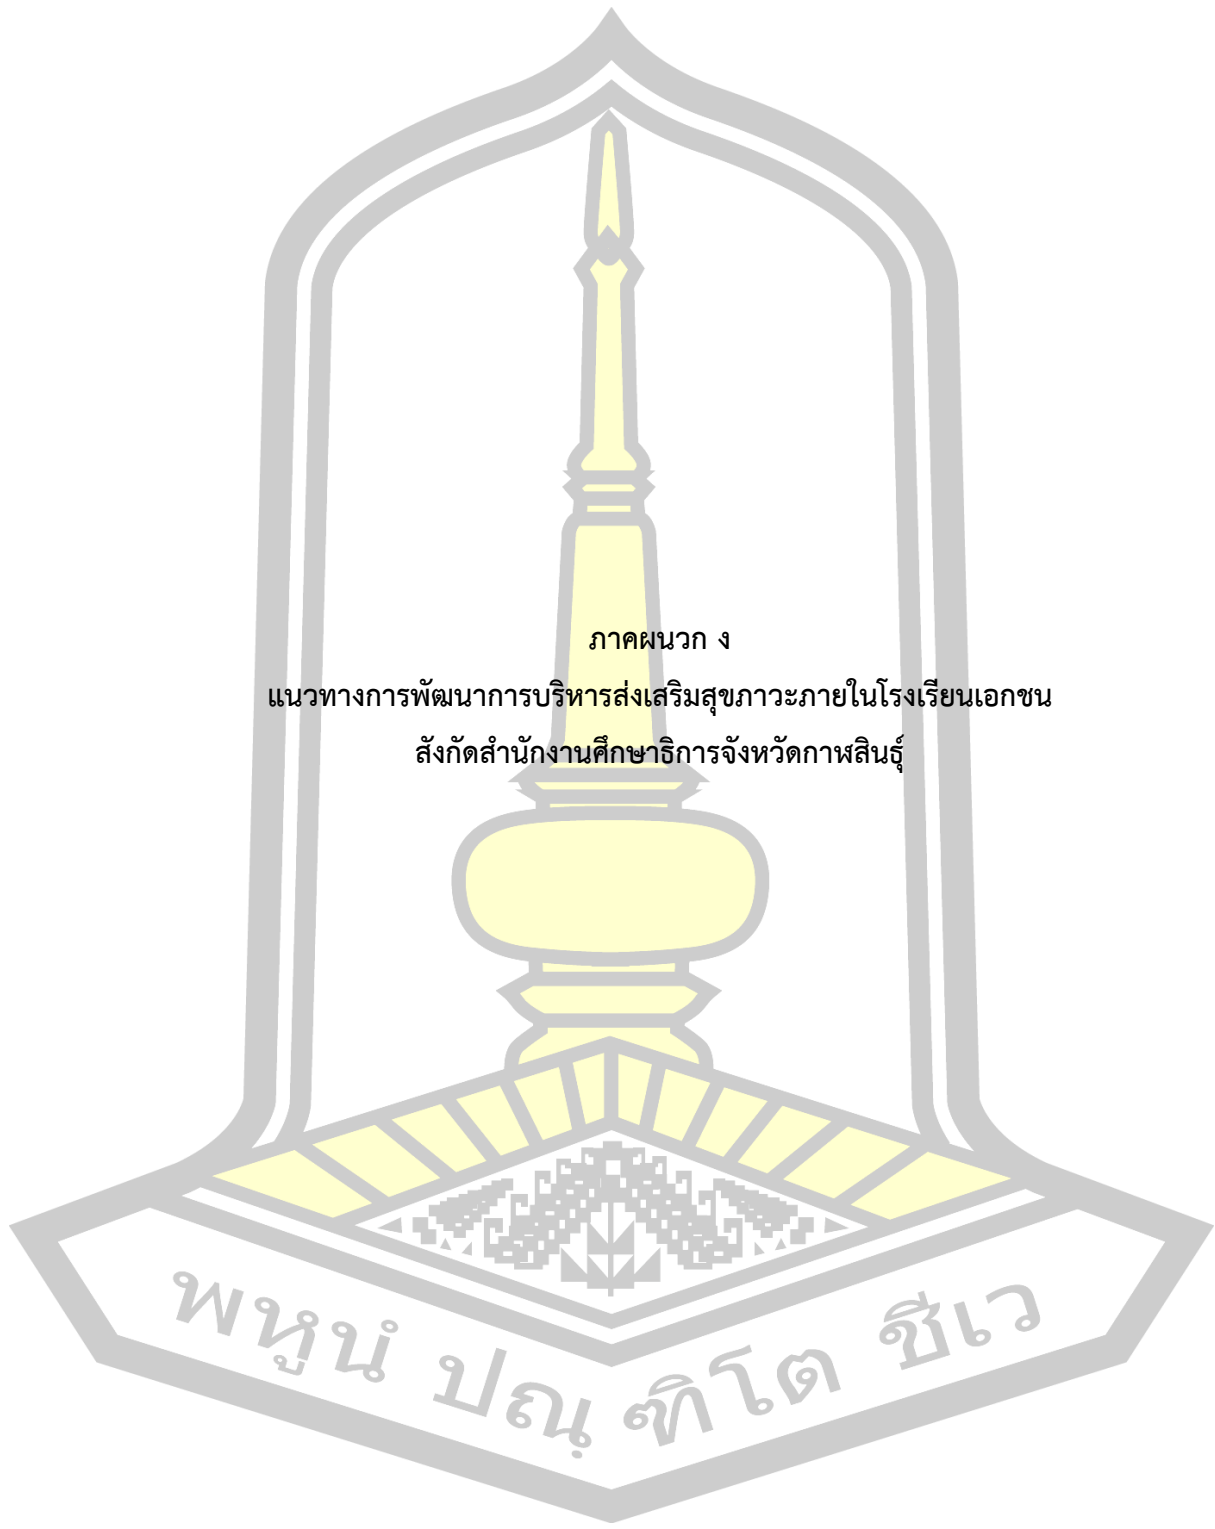 ภาคผนวก ง
แนวทางการพัฒนาการบริหารส่งเสริมสุขภาวะภายในโรงเรียนเอกชน
สังกัดสำนักงานศึกษาธิการจังหวัดกาฬสินธุ์
พหูนํ ปณฺ ฑิโต ชีเว